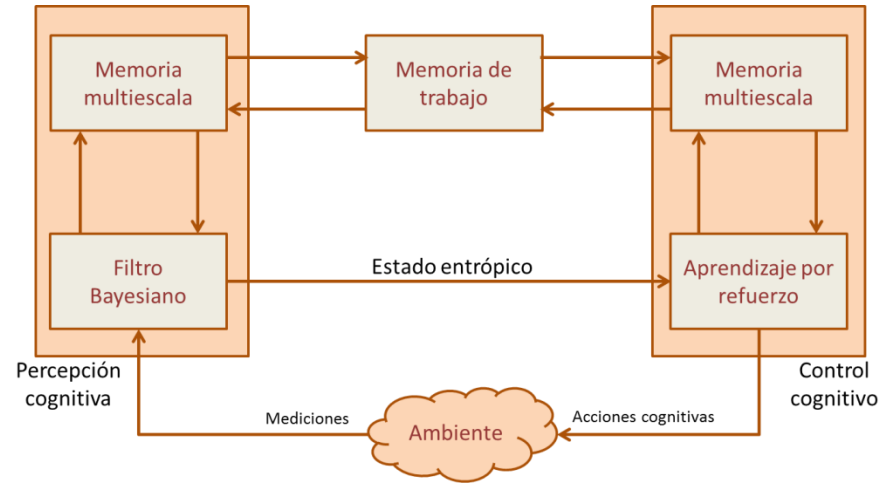 Memoria
multiescala
Memoria de
trabajo
Memoria
multiescala
Filtro
Bayesiano
Estado entrópico
Aprendizaje por
refuerzo
Percepción
cognitiva
Control
cognitivo
Mediciones
Ambiente
Acciones cognitivas